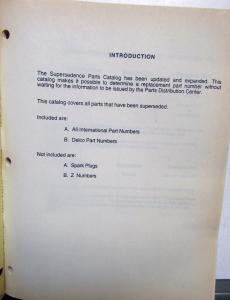 INTRODUCTION
The Supersedence Parts Catalog has been updated and expanded. This
catalog makes it possible to determine a replacement part number without
waiting for the information to be issued by the Parts Distribution Center.
This catalog covers all parts that have been superseded.
Included are:
A. All International Part Numbers
B. Delco Part Numbers
Not included are:
A. Spark Plugs
B. Z Numbers